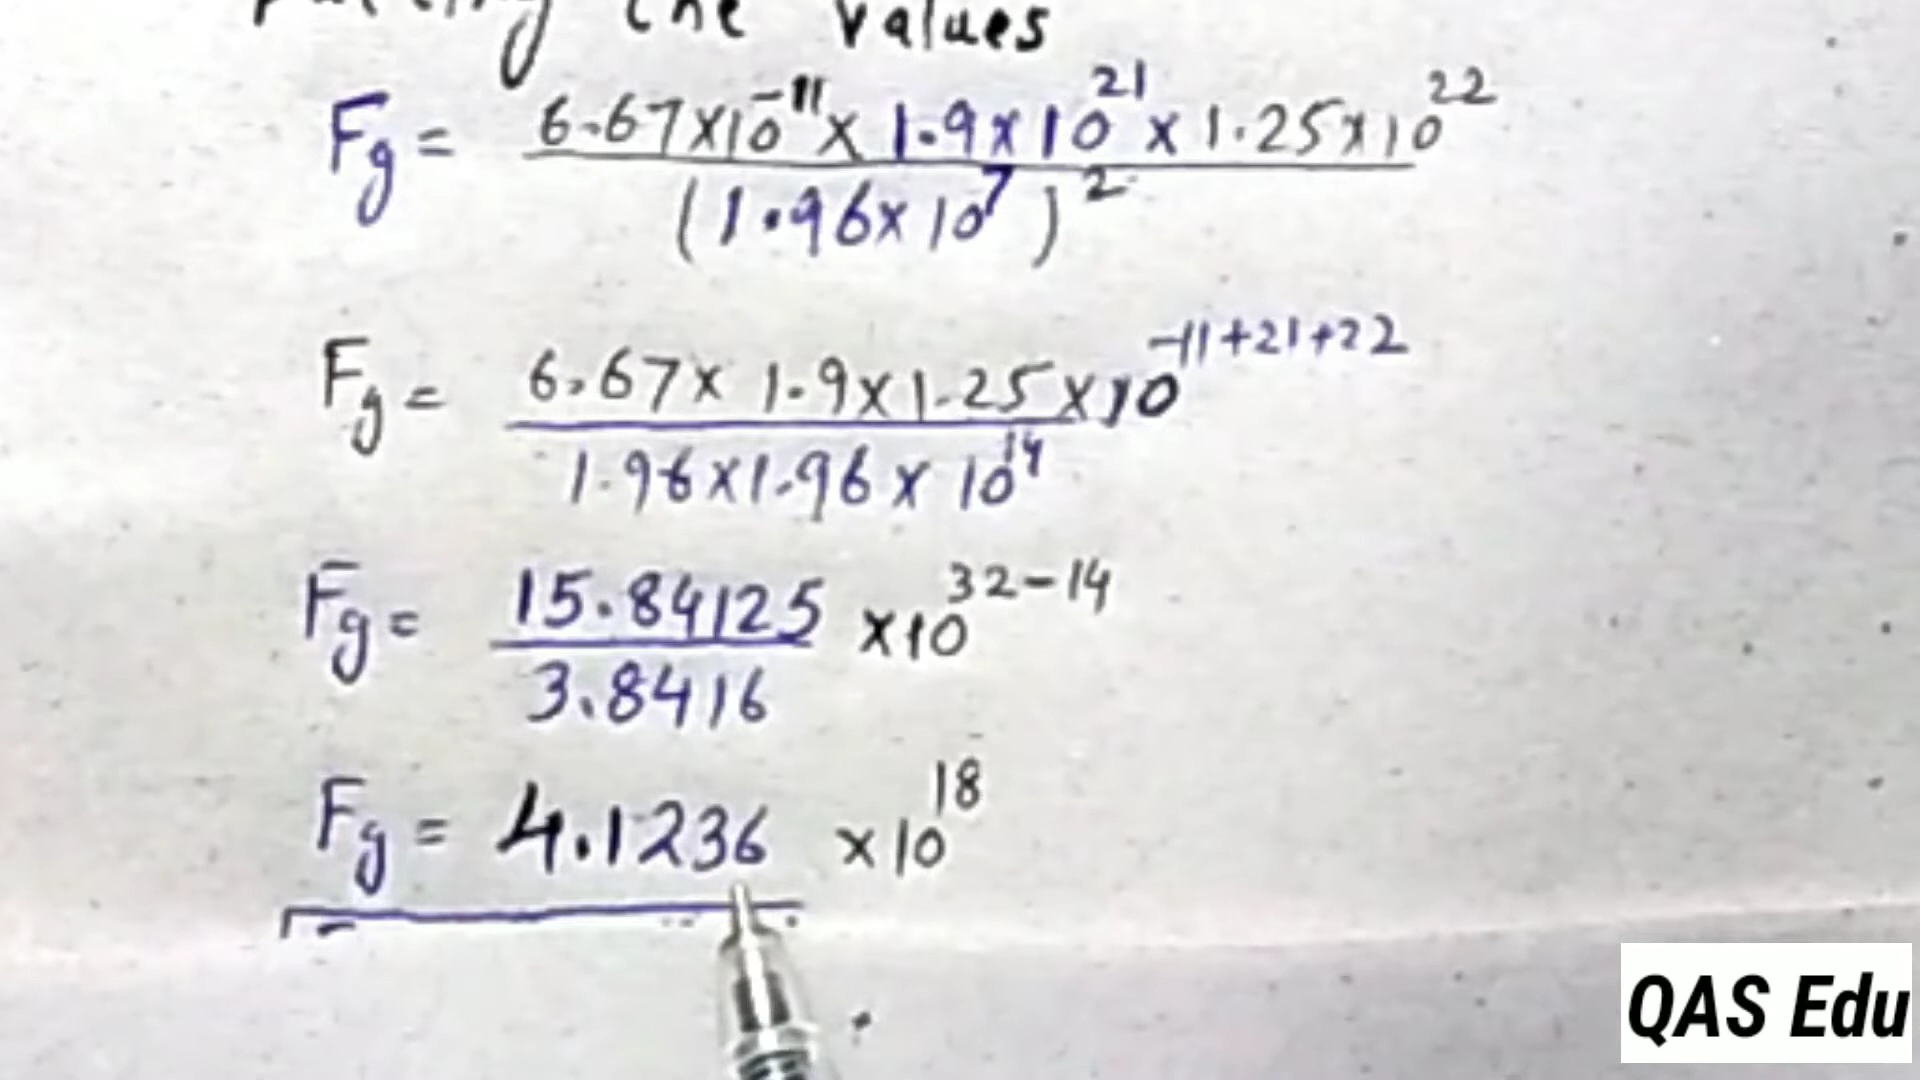 the values
Fg = 6.67×10⁻¹¹× 1.9×10²¹ × 1.25×10²²
(1.96×10⁷)²
Fg = 6.67× 1.9×1.25×10⁻¹¹⁺²¹⁺²²
1.96×1.96× 10¹⁴
Fg = 15.84125 ×10³²⁻¹⁴
3.8416
Fg = 4.1236 ×10¹⁸
QAS Edu